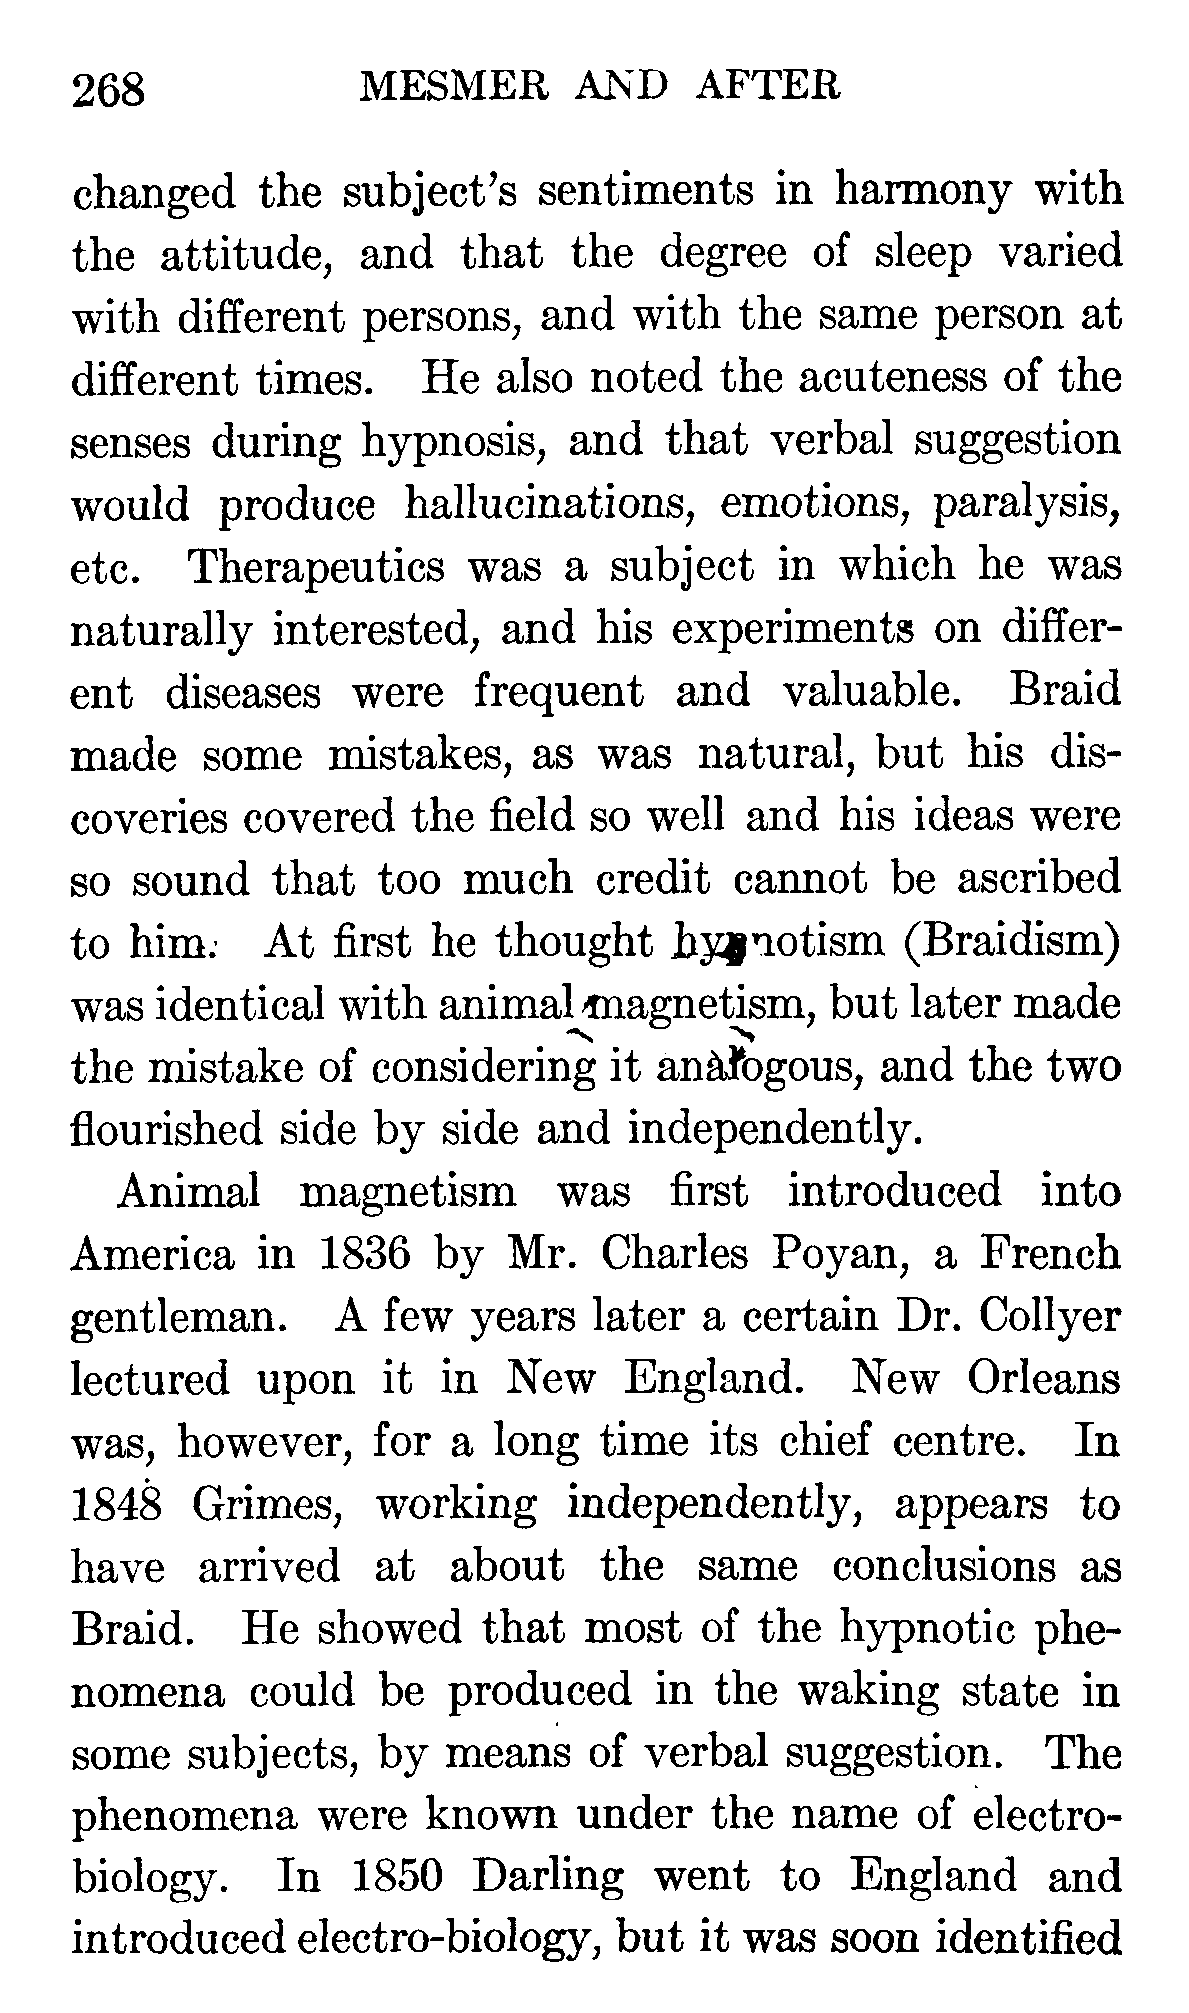 268 MESMER AND AFTER
changed the subject's sentiments in harmony with
the attitude, and that the degree of sleep varied
with different persons, and with the same person at
different times. He also noted the acuteness of the
senses during hypnosis, and that verbal suggestion
would produce hallucinations, emotions, paralysis,
etc. Therapeutics was a subject in which he was
naturally interested, and his experiments on differ-
ent diseases were frequent and valuable. Braid
made some mistakes, as was natural, but his dis-
coveries covered the field so well and his ideas were
so sound that too much credit cannot be ascribed
to him. At first he thought hypnotism (Braidism)
was identical with animal magnetism, but later made
the mistake of considering it analogous, and the two
flourished side by side and independently.
Animal magnetism was first introduced into
America in 1836 by Mr. Charles Poyan, a French
gentleman. A few years later a certain Dr. Collyer
lectured upon it in New England. New Orleans
was, however, for a long time its chief centre. In
1848 Grimes, working independently, appears to
have arrived at about the same conclusions as
Braid. He showed that most of the hypnotic phe-
nomena could be produced in the waking state in
some subjects, by means of verbal suggestion. The
phenomena were known under the name of electro-
biology. In 1850 Darling went to England and
introduced electro-biology, but it was soon identified